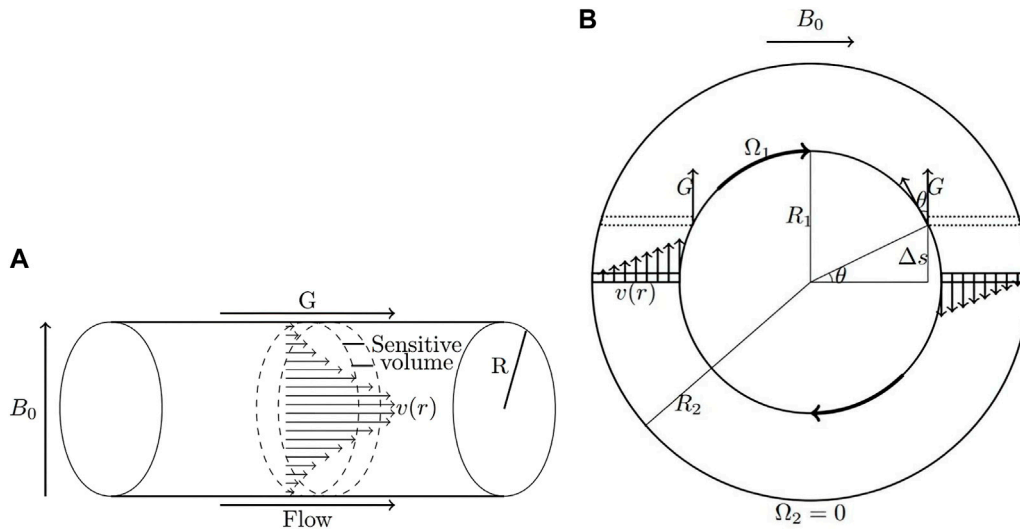 A
G
Sensitive
volume
B₀
v(r)
R
Flow
B
B₀
Ω₁
G
G
θ
R₁
Δs
θ
v(r)
R₂
Ω₂ = 0